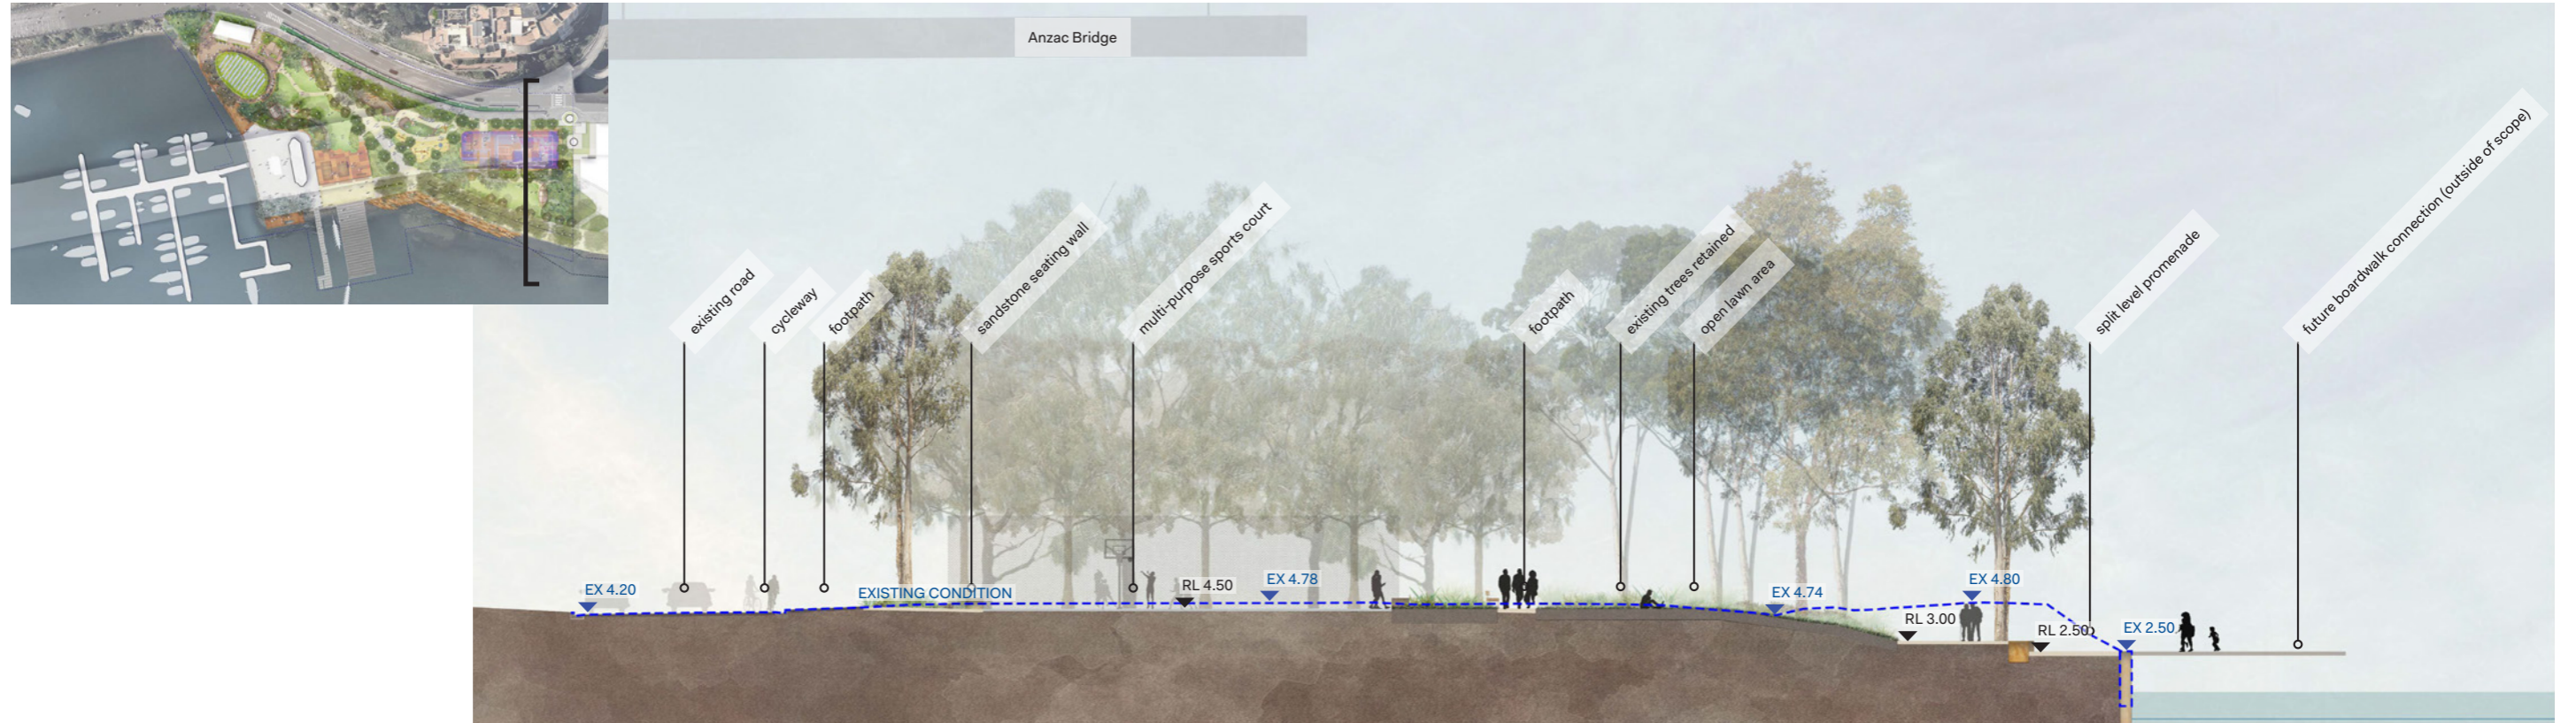 Anzac Bridge
existing road
cycleway
footpath
sandstone seating wall
multi-purpose sports court
footpath
existing trees retained
open lawn area
split level promenade
future boardwalk connection (outside of scope)
EX 4.20
EXISTING CONDITION
RL 4.50
EX 4.78
EX 4.74
EX 4.80
RL 3.00
RL 2.50
EX 2.50